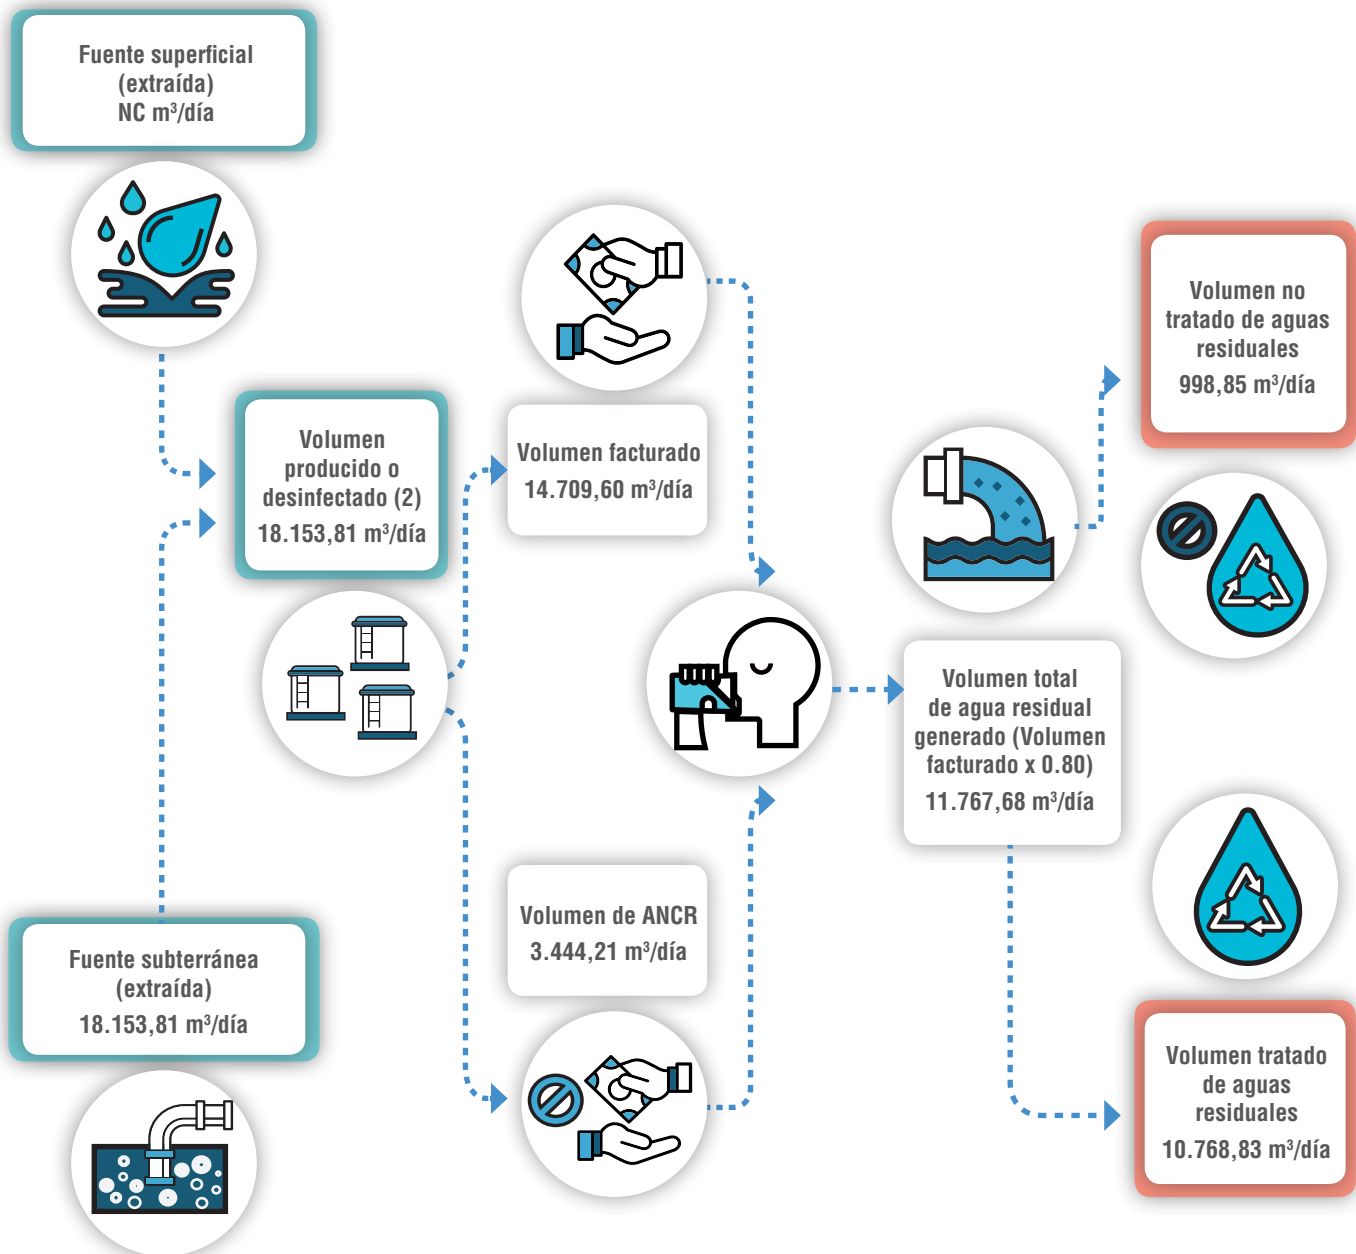 Fuente superficial
(extraída)
NC m³/día
Volumen
producido o
desinfectado (2)
18.153,81 m³/día
Fuente subterránea
(extraída)
18.153,81 m³/día
Volumen facturado
14.709,60 m³/día
Volumen de ANCR
3.444,21 m³/día
Volumen total
de agua residual
generado (Volumen
facturado x 0.80)
11.767,68 m³/día
Volumen no
tratado de aguas
residuales
998,85 m³/día
Volumen tratado
de aguas
residuales
10.768,83 m³/día